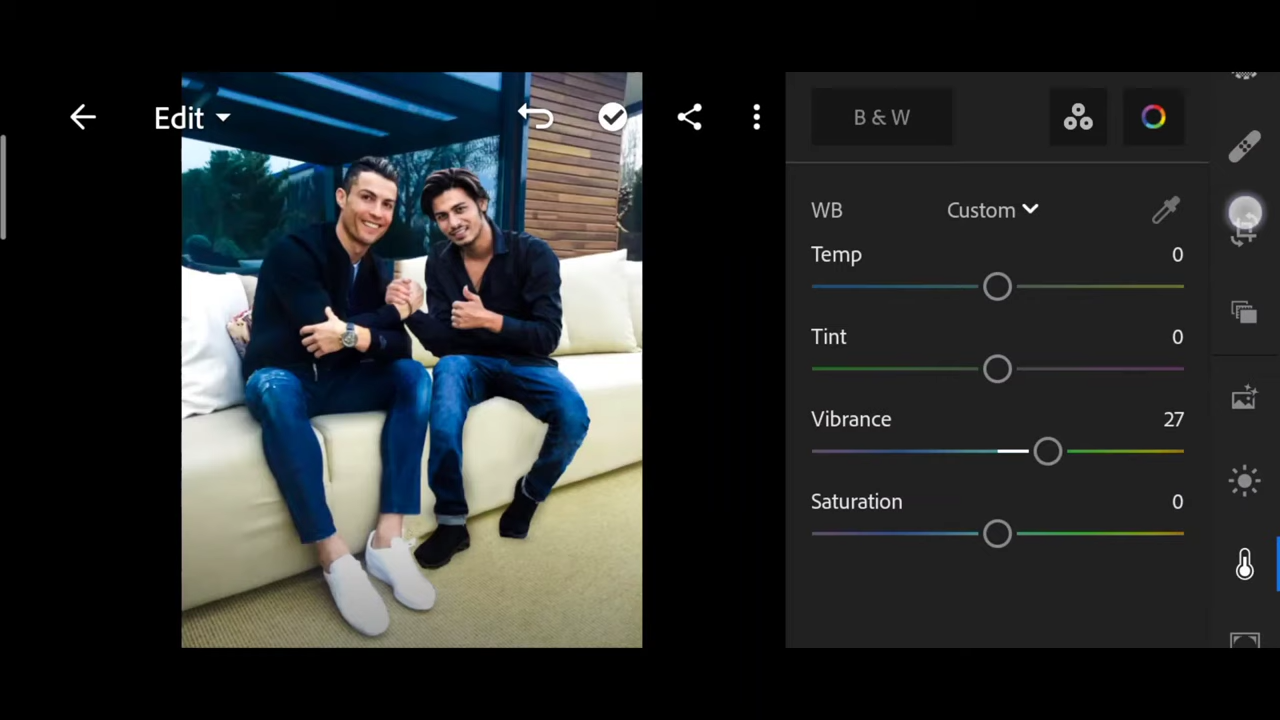 Edit
B & W
WB Custom
Temp 0
Tint 0
Vibrance 27
Saturation 0